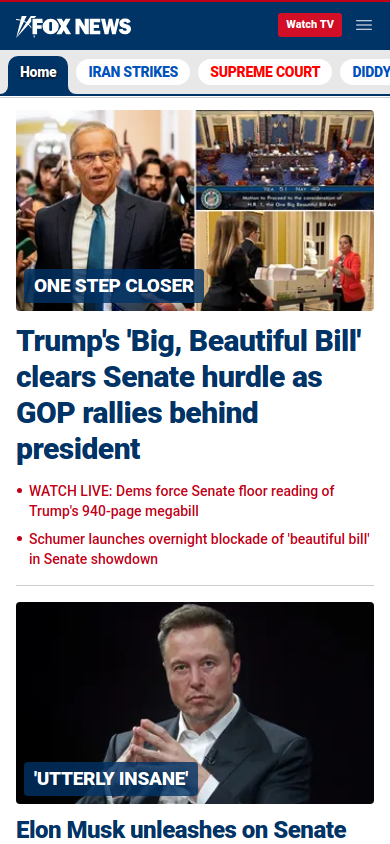 FOX NEWS
Watch TV
Home
IRAN STRIKES
SUPREME COURT
DIDDY
YEA 51 NAY 49
Motion to Proceed to the consideration of
H.R. 1, the One Big Beautiful Bill Act
ONE STEP CLOSER
Trump's 'Big, Beautiful Bill'
clears Senate hurdle as
GOP rallies behind
president
• WATCH LIVE: Dems force Senate floor reading of
Trump's 940-page megabill
• Schumer launches overnight blockade of 'beautiful bill'
in Senate showdown
'UTTERLY INSANE'
Elon Musk unleashes on Senate